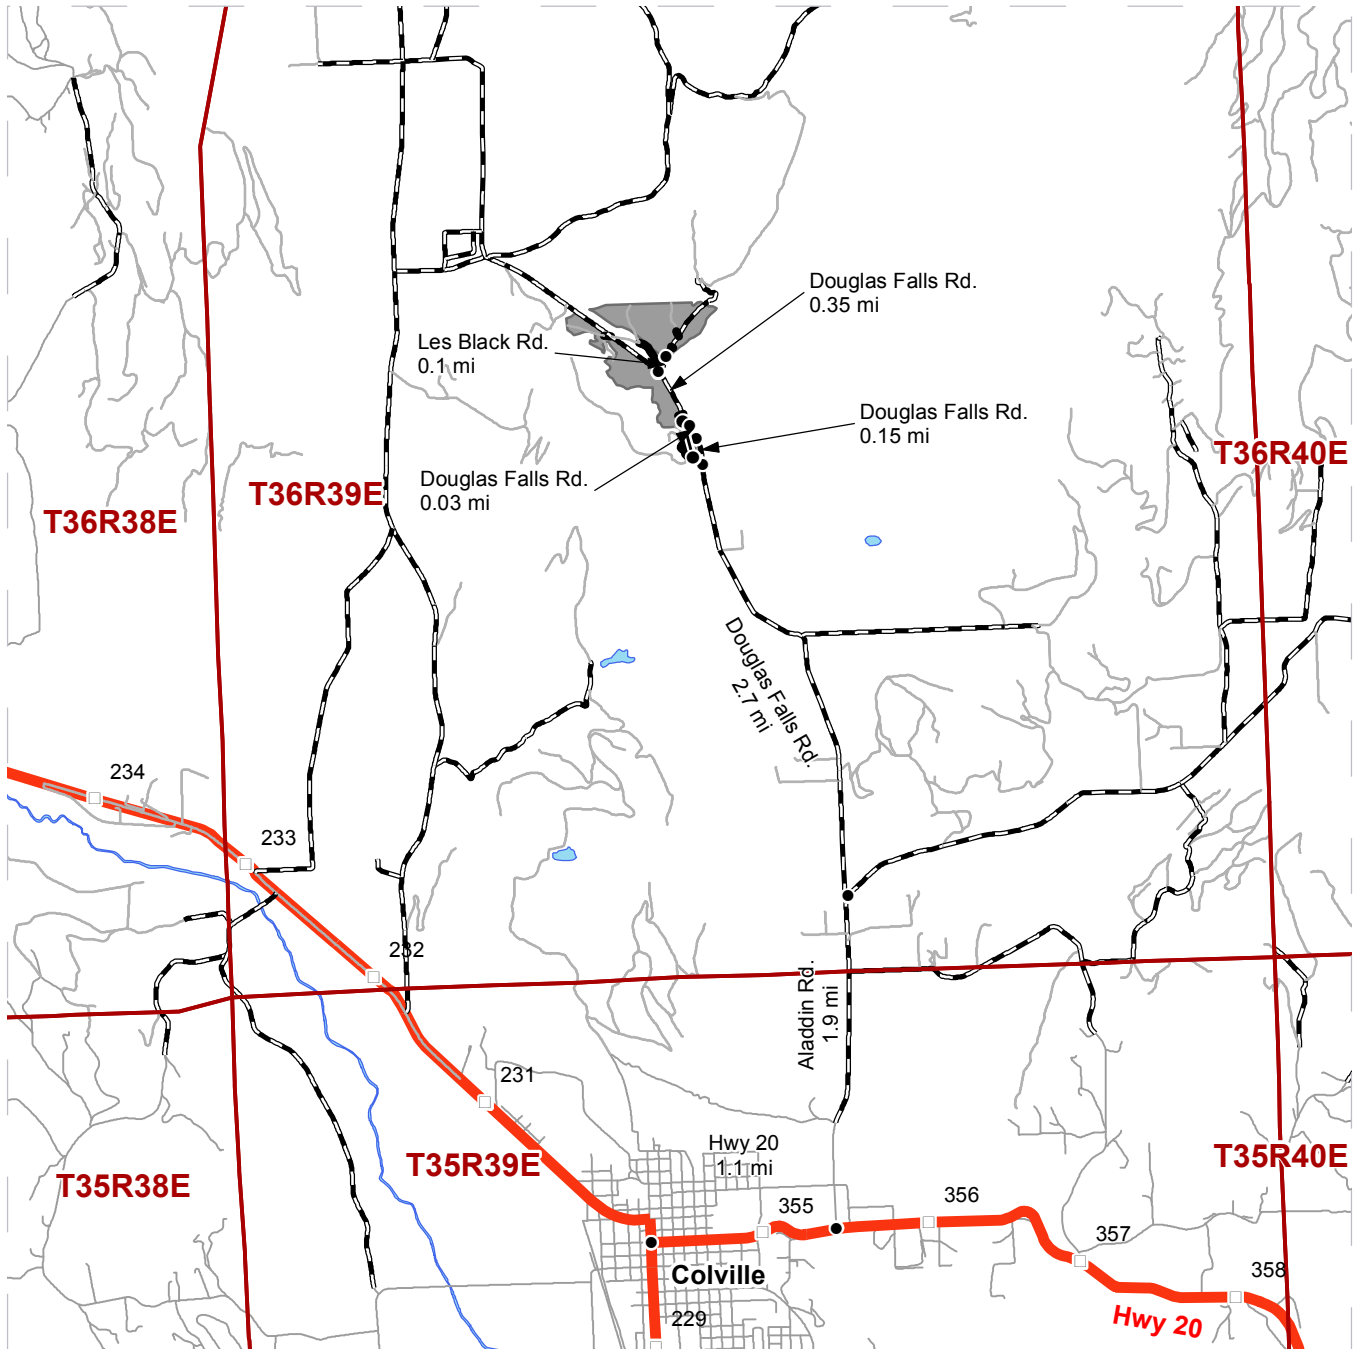 Douglas Falls Rd.
0.35 mi
Les Black Rd.
0.1 mi
Douglas Falls Rd.
0.15 mi
T36R40E
Douglas Falls Rd.
0.03 mi
T36R39E
T36R38E
Douglas Falls Rd.
2.7 mi
234
233
232
Aladdin Rd.
1.9 mi
231
Hwy 20
1.1 mi
T35R39E
T35R40E
T35R38E
355
356
357
358
Colville
229
Hwy 20